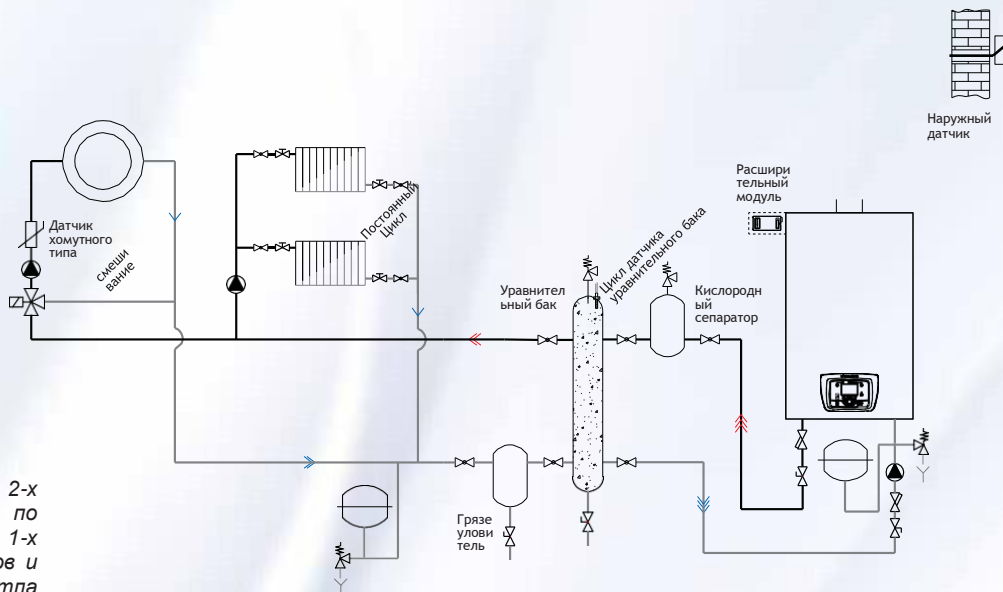 Наружный
датчик
Расшири
тельный
модуль
Датчик
хомутного
типа
смеши
вание
Постоянный
Цикл
Цикл датчика
уравнительного бака
Уравнител
ьный бак
Кислородн
ый
сепаратор
Грязе
улови
тель
2-х
по
1-х
ов и